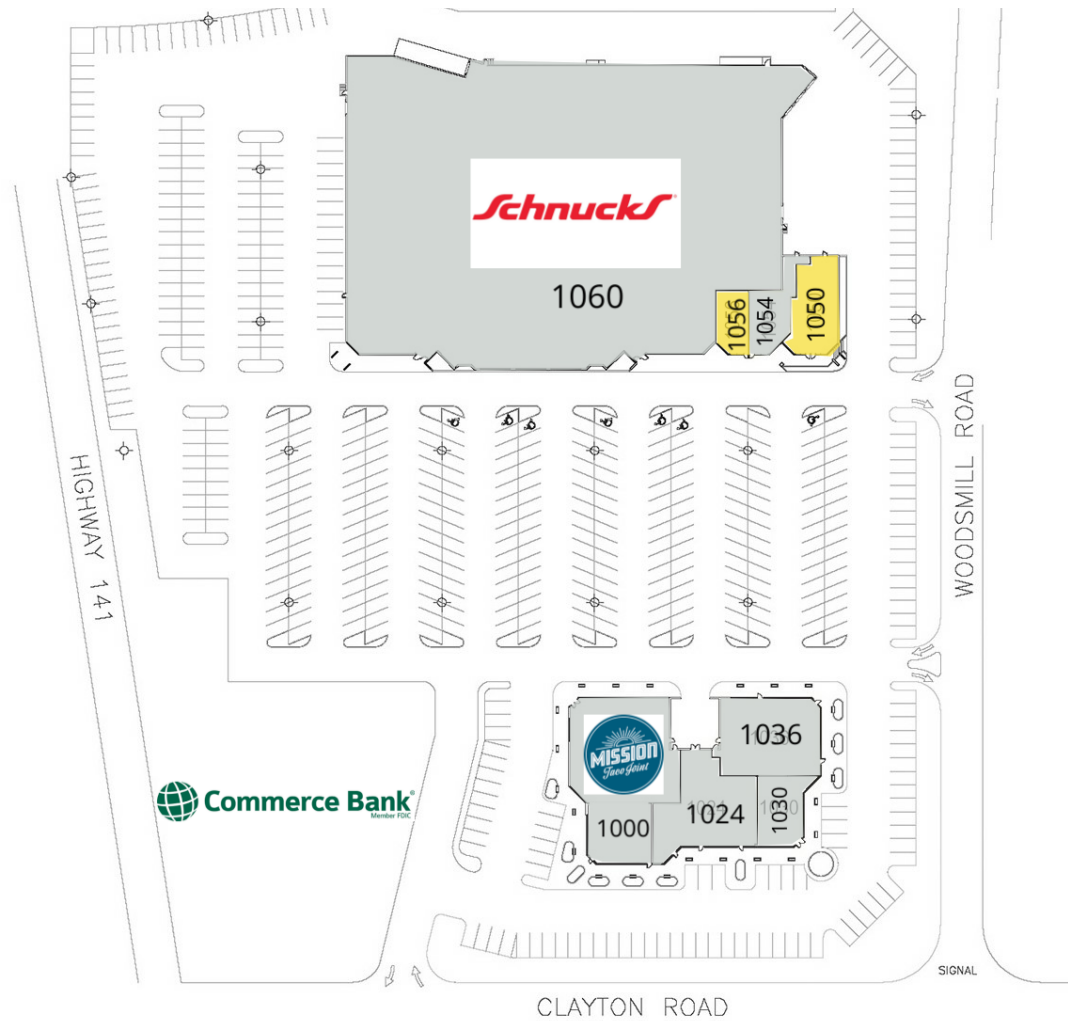 Schnucks
1060
1056
1054
1050
HIGHWAY 141
WOODSMILL ROAD
MISSION
Taco Joint
1036
Commerce Bank
Member FDIC
1000
1024
1030
SIGNAL
CLAYTON ROAD